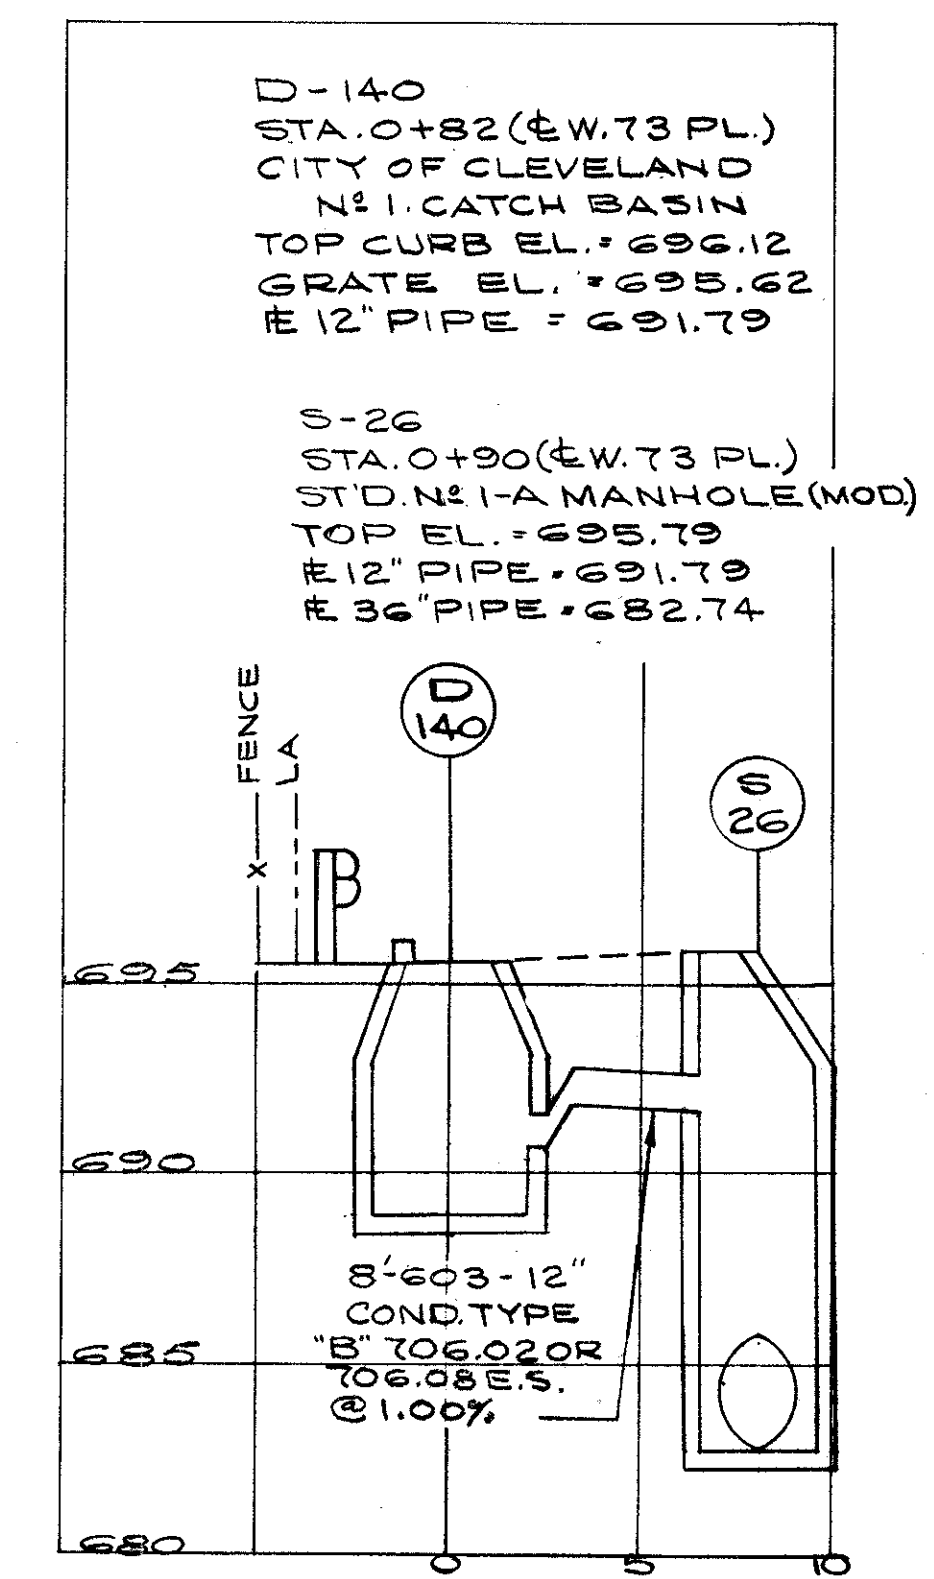 D-140
STA. 0+82 (℄ W. 73 PL.)
CITY OF CLEVELAND
Nº 1. CATCH BASIN
TOP CURB EL. = 696.12
GRATE EL. = 695.62
℄ 12" PIPE = 691.79
S-26
STA. 0+90 (℄ W. 73 PL.)
ST'D. Nº 1-A MANHOLE (MOD.)
TOP EL. = 695.79
℄ 12" PIPE = 691.79
℄ 36" PIPE = 682.74
FENCE
LA
X
D
140
S
26
695
690
685
680
8'-603-12"
COND. TYPE
"B" 706.02 OR
706.08 E.S.
@ 1.00%
0
5
10